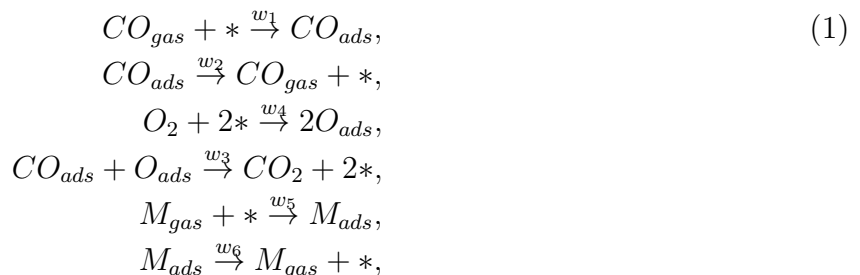 CO_{gas} + * \xrightarrow{w_1} CO_{ads}, (1)
CO_{ads} \xrightarrow{w_2} CO_{gas} + *,
O_2 + 2* \xrightarrow{w_4} 2O_{ads},
CO_{ads} + O_{ads} \xrightarrow{w_3} CO_2 + 2*,
M_{gas} + * \xrightarrow{w_5} M_{ads},
M_{ads} \xrightarrow{w_6} M_{gas} + *,